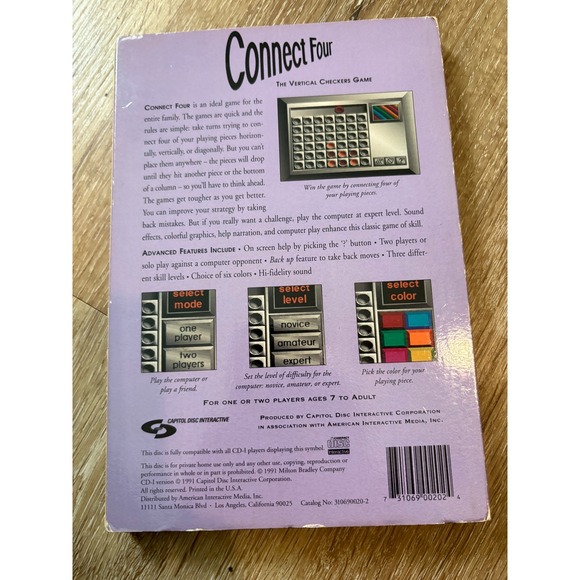 Connect Four
THE VERTICAL CHECKERS GAME
CONNECT FOUR is an ideal game for the
entire family. The games are quick and the
rules are simple: take turns trying to con-
nect four of your playing pieces horizon-
tally, vertically, or diagonally. But you can't
place them anywhere – the pieces will drop
until they hit another piece or the bottom
of a column – so you'll have to think ahead.
The games get tougher as you get better.
You can improve your strategy by taking
back mistakes. But if you really want a challenge, play the computer at expert level. Sound
effects, colorful graphics, help narration, and computer play enhance this classic game of skill.
Win the game by connecting four of
your playing pieces.
ADVANCED FEATURES INCLUDE • On screen help by picking the '?' button • Two players or
solo play against a computer opponent • Back up feature to take back moves • Three differ-
ent skill levels • Choice of six colors • Hi-fidelity sound
select
mode
one
player
two
players
select
level
novice
amateur
expert
select
color
Play the computer or
play a friend.
Set the level of difficulty for the
computer: novice, amateur, or expert.
Pick the color for your
playing piece.
FOR ONE OR TWO PLAYERS AGES 7 TO ADULT
CAPITOL DISC INTERACTIVE
PRODUCED BY CAPITOL DISC INTERACTIVE CORPORATION
IN ASSOCIATION WITH AMERICAN INTERACTIVE MEDIA, INC.
This disc is fully compatible with all CD-I players displaying this symbol
disc
Interactive
This disc is for private home use only and any other use, copying, reproduction or
performance in whole or in part is prohibited. © 1991 Milton Bradley Company
CD-I version © 1991 Capitol Disc Interactive Corporation.
All rights reserved. Printed in the U.S.A.
Distributed by American Interactive Media, Inc.
11111 Santa Monica Blvd • Los Angeles, California 90025 Catalog No: 310690020-2
7 31069 00202 4